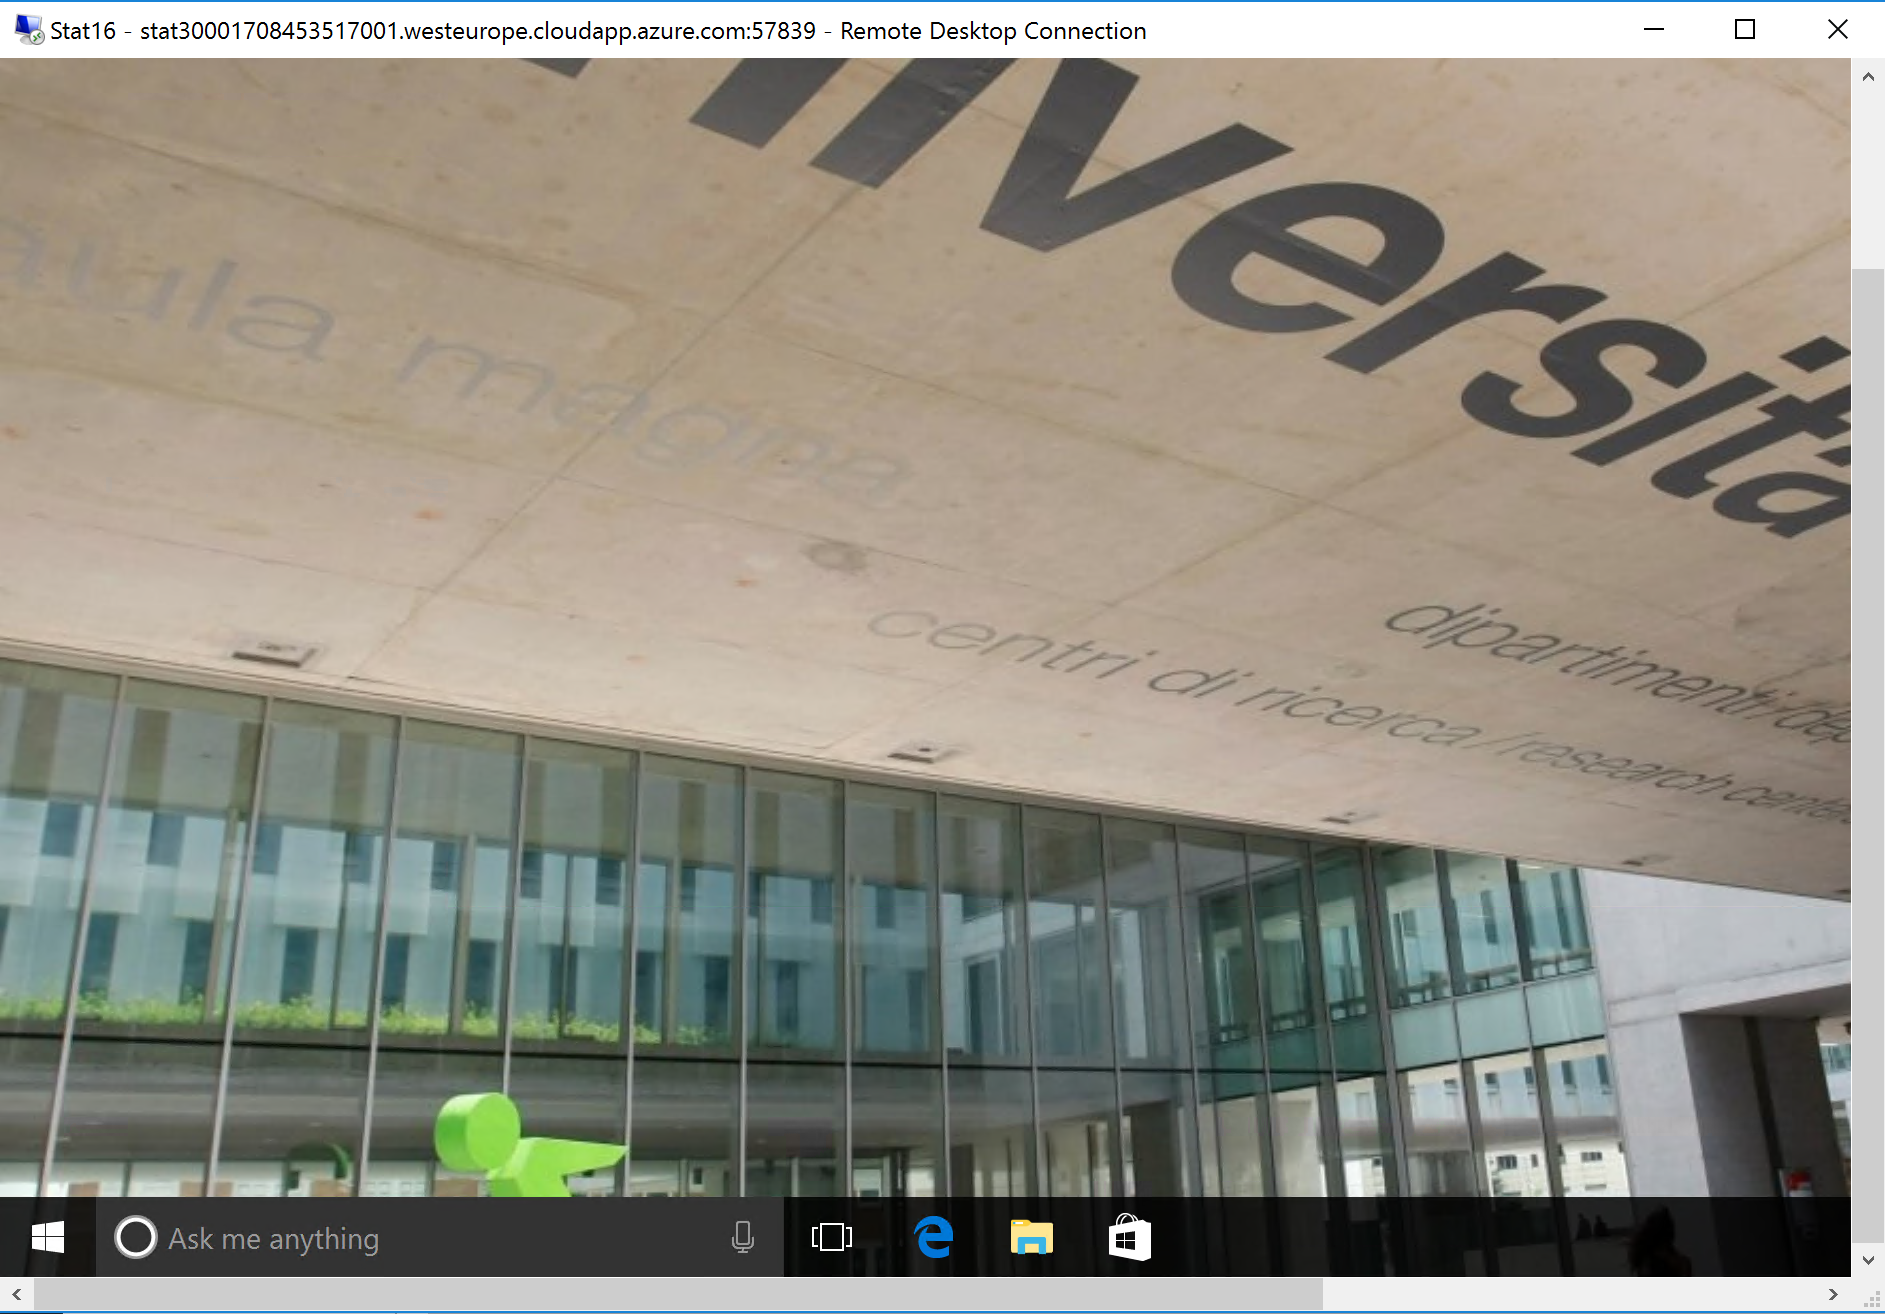 Stat16 - stat30001708453517001.westeurope.cloudapp.azure.com:57839 - Remote Desktop Connection
aula magna
centri di ricerca/research
dipartimenti/
Ask me anything